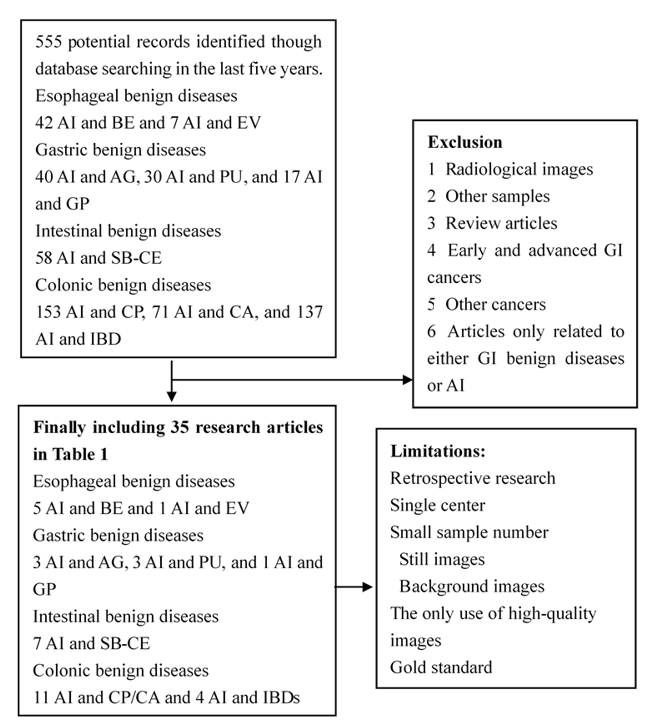 555 potential records identified though
database searching in the last five years.
Esophageal benign diseases
42 AI and BE and 7 AI and EV
Gastric benign diseases
40 AI and AG, 30 AI and PU, and 17 AI
and GP
Intestinal benign diseases
58 AI and SB-CE
Colonic benign diseases
153 AI and CP, 71 AI and CA, and 137
AI and IBD
Exclusion
1 Radiological images
2 Other samples
3 Review articles
4 Early and advanced GI
cancers
5 Other cancers
6 Articles only related to
either GI benign diseases
or AI
Finally including 35 research articles
in Table 1
Esophageal benign diseases
5 AI and BE and 1 AI and EV
Gastric benign diseases
3 AI and AG, 3 AI and PU, and 1 AI and
GP
Intestinal benign diseases
7 AI and SB-CE
Colonic benign diseases
11 AI and CP/CA and 4 AI and IBDs
Limitations:
Retrospective research
Single center
Small sample number
Still images
Background images
The only use of high-quality
images
Gold standard